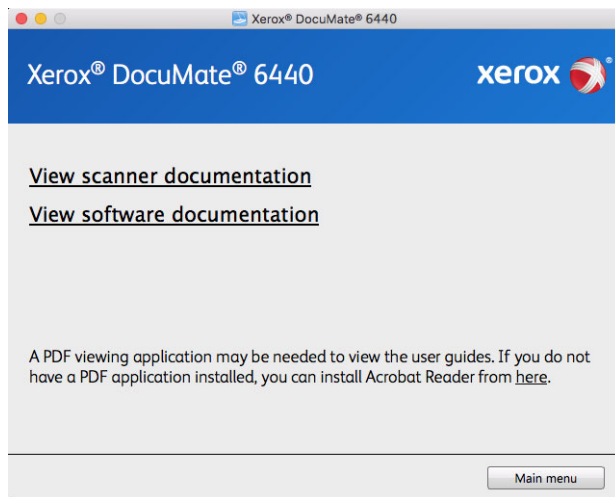 Xerox® DocuMate® 6440
Xerox® DocuMate® 6440
xerox ®
View scanner documentation
View software documentation
A PDF viewing application may be needed to view the user guides. If you do not
have a PDF application installed, you can install Acrobat Reader from here.
Main menu